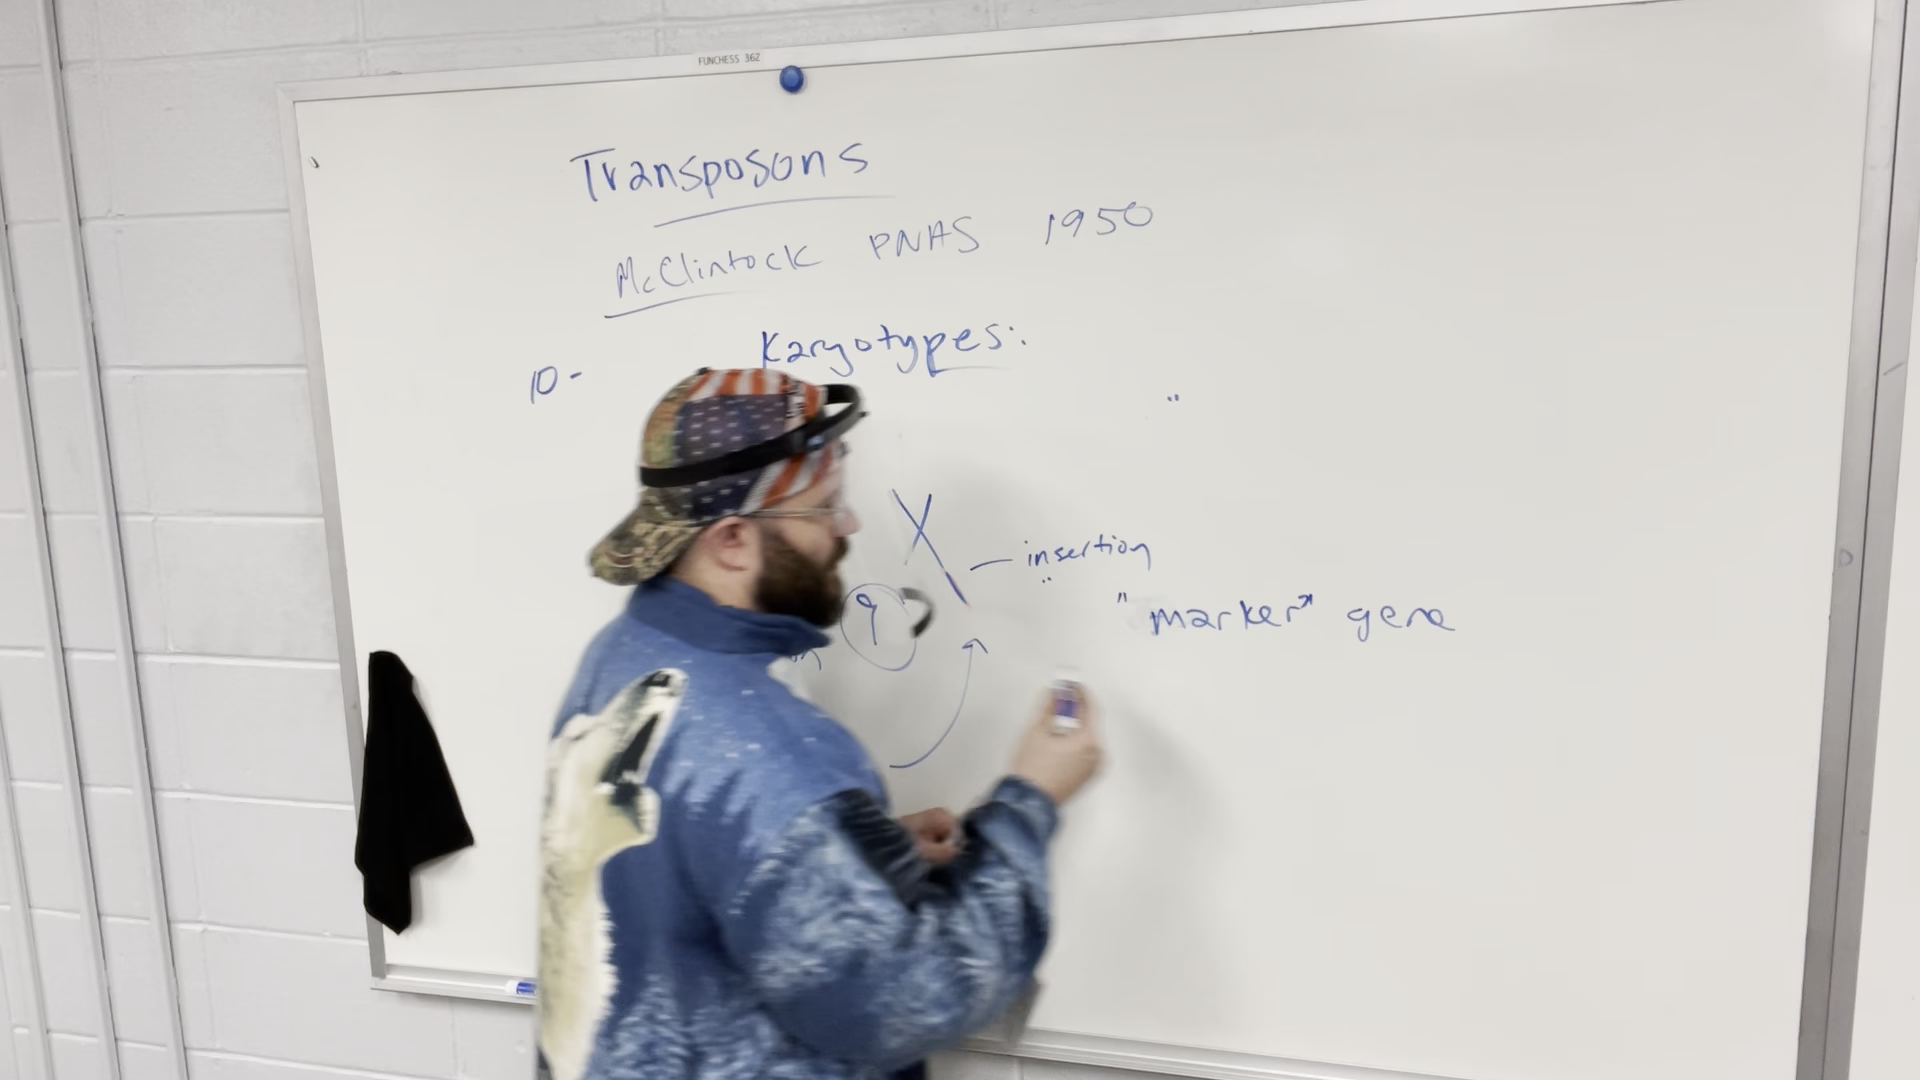 FUNCHESS 362
Transposons
McClintock PNAS 1950
Karyotypes:
10-
insertion
"marker" gene
9